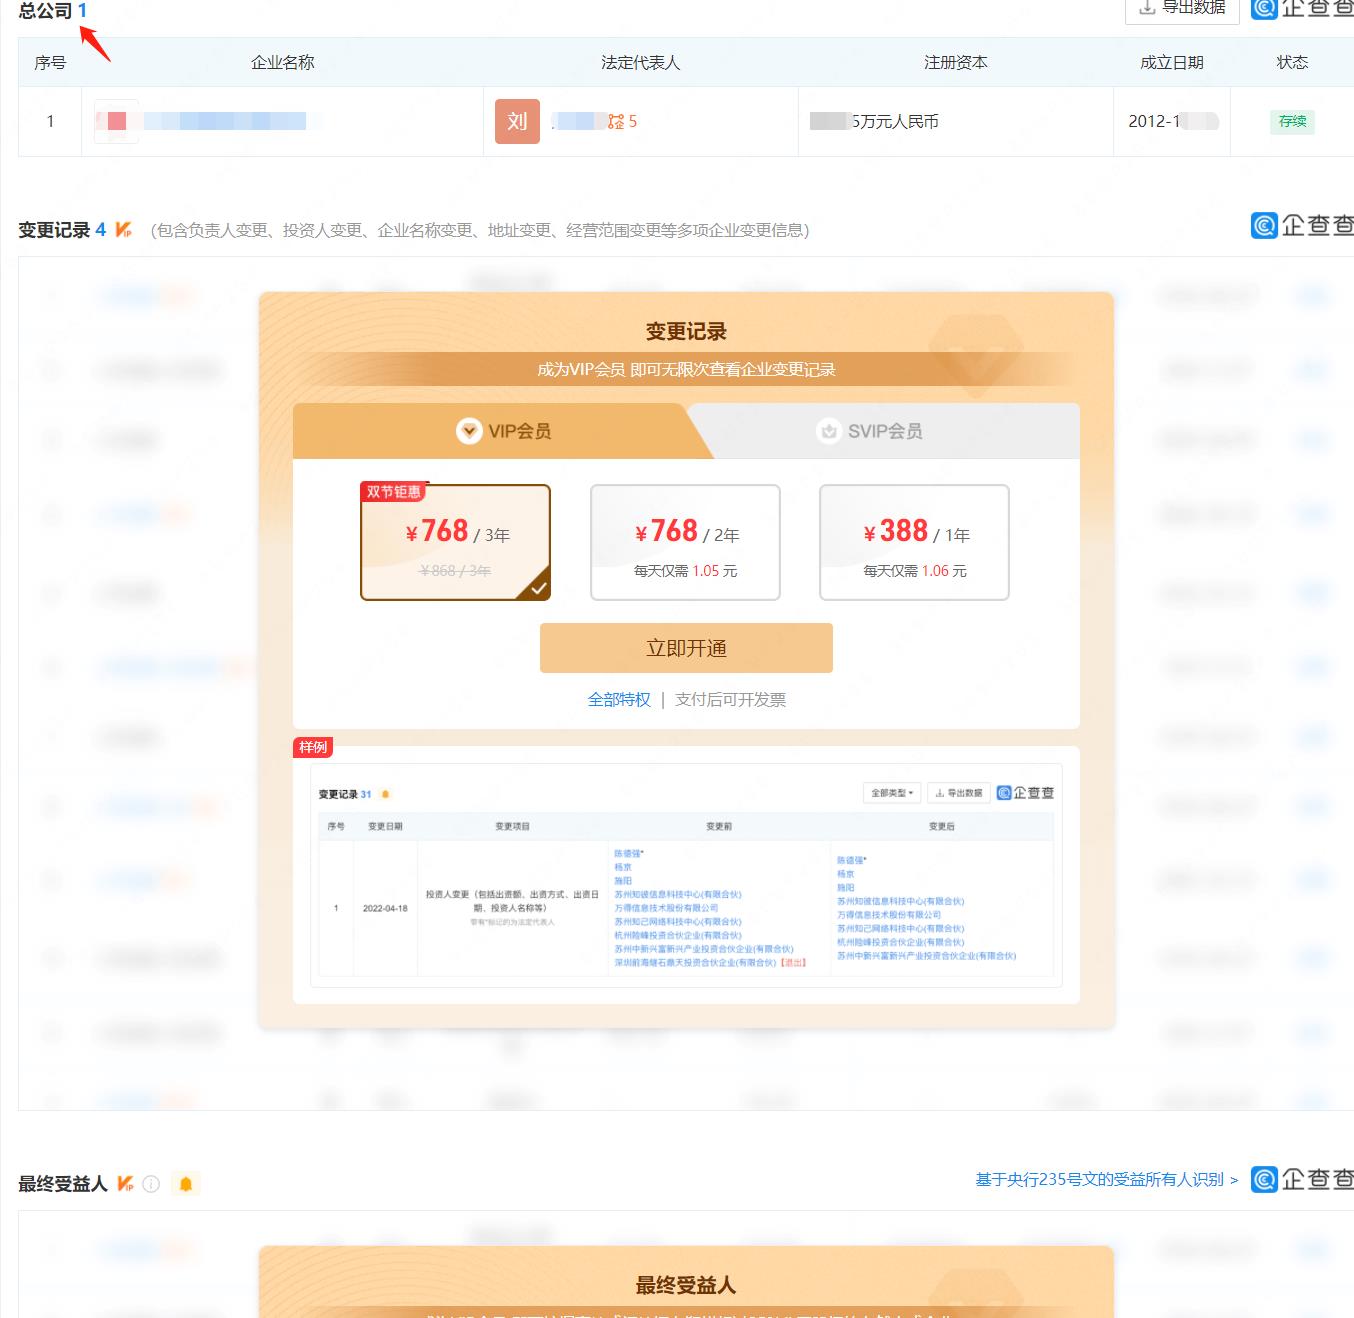 总公司 1
导出数据 企查查
序号 企业名称 法定代表人 注册资本 成立日期 状态
1 刘 5 5万元人民币 2012-1 存续
变更记录 4 VIP (包含负责人变更、投资人变更、企业名称变更、地址变更、经营范围变更等多项企业变更信息) 企查查
变更记录
成为VIP会员 即可无限次查看企业变更记录
VIP会员 SVIP会员
双节钜惠
¥768 / 3年 ¥768 / 2年 ¥388 / 1年
¥868 / 3年 每天仅需 1.05 元 每天仅需 1.06 元
立即开通
全部特权 | 支付后可开发票
样例
变更记录 31 全部类型 导出数据 企查查
序号 变更日期 变更项目 变更前 变更后
1 2022-04-18
投资人变更（包括出资额、出资方式、出资日
期、投资人名称等）
带有*标记的为法定代表人
陈德强*
杨京
施阳
苏州知彼信息科技中心(有限合伙)
万得信息技术股份有限公司
苏州知己网络科技中心(有限合伙)
杭州险峰投资合伙企业(有限合伙)
苏州中新兴富新兴产业投资合伙企业(有限合伙)
深圳前海燧石鼎天投资合伙企业(有限合伙)【退出】
陈德强*
杨京
施阳
苏州知彼信息科技中心(有限合伙)
万得信息技术股份有限公司
苏州知己网络科技中心(有限合伙)
杭州险峰投资合伙企业(有限合伙)
苏州中新兴富新兴产业投资合伙企业(有限合伙)
最终受益人 VIP 基于央行235号文的受益所有人识别 > 企查查
最终受益人